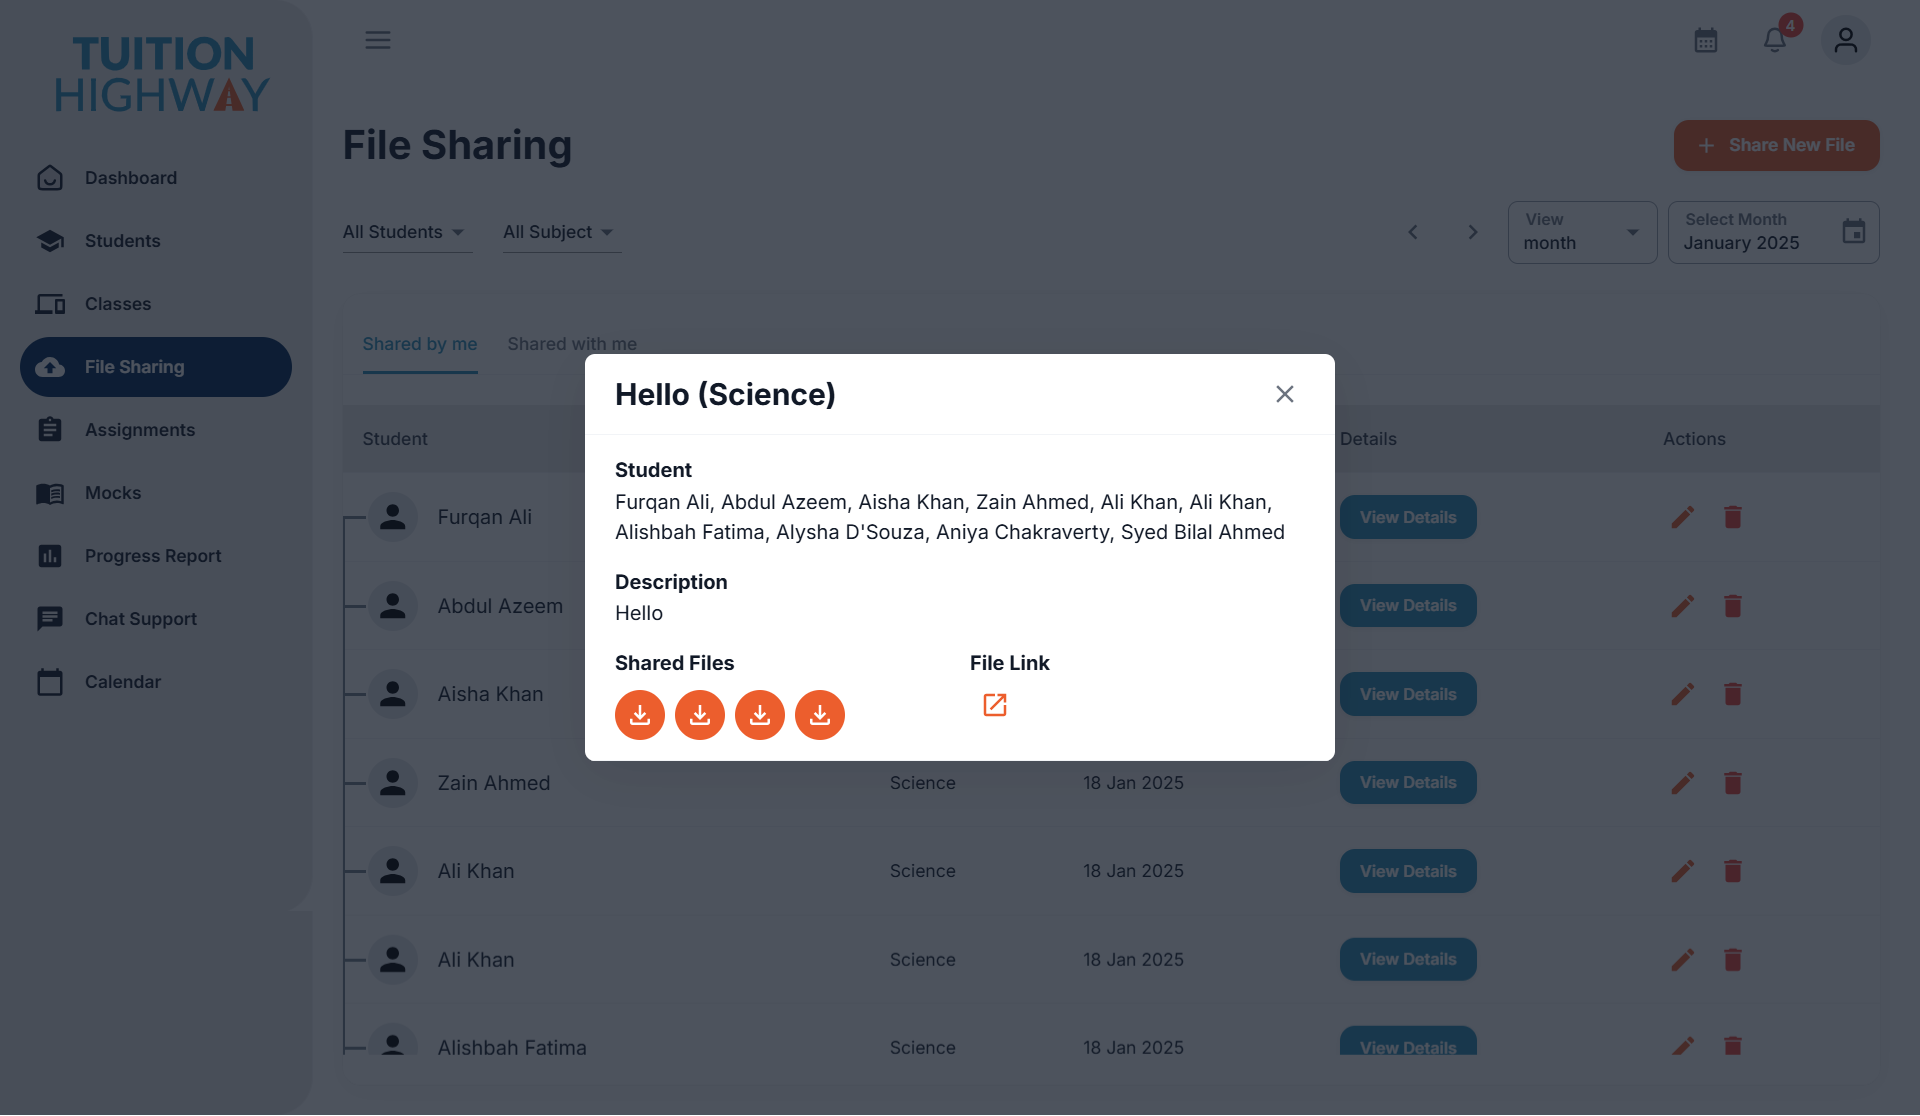 TUITION
HIGHWAY
4
File Sharing
+ Share New File
Dashboard
Students
Classes
File Sharing
Assignments
Mocks
Progress Report
Chat Support
Calendar
All Students
All Subject
View
month
Select Month
January 2025
Shared by me
Shared with me
Student
Details
Actions
Hello (Science)
Student
Furqan Ali, Abdul Azeem, Aisha Khan, Zain Ahmed, Ali Khan, Ali Khan,
Alishbah Fatima, Alysha D'Souza, Aniya Chakraverty, Syed Bilal Ahmed
Description
Hello
Shared Files
File Link
Furqan Ali
View Details
Abdul Azeem
View Details
Aisha Khan
View Details
Zain Ahmed
Science
18 Jan 2025
View Details
Ali Khan
Science
18 Jan 2025
View Details
Ali Khan
Science
18 Jan 2025
View Details
Alishbah Fatima
Science
18 Jan 2025
View Details